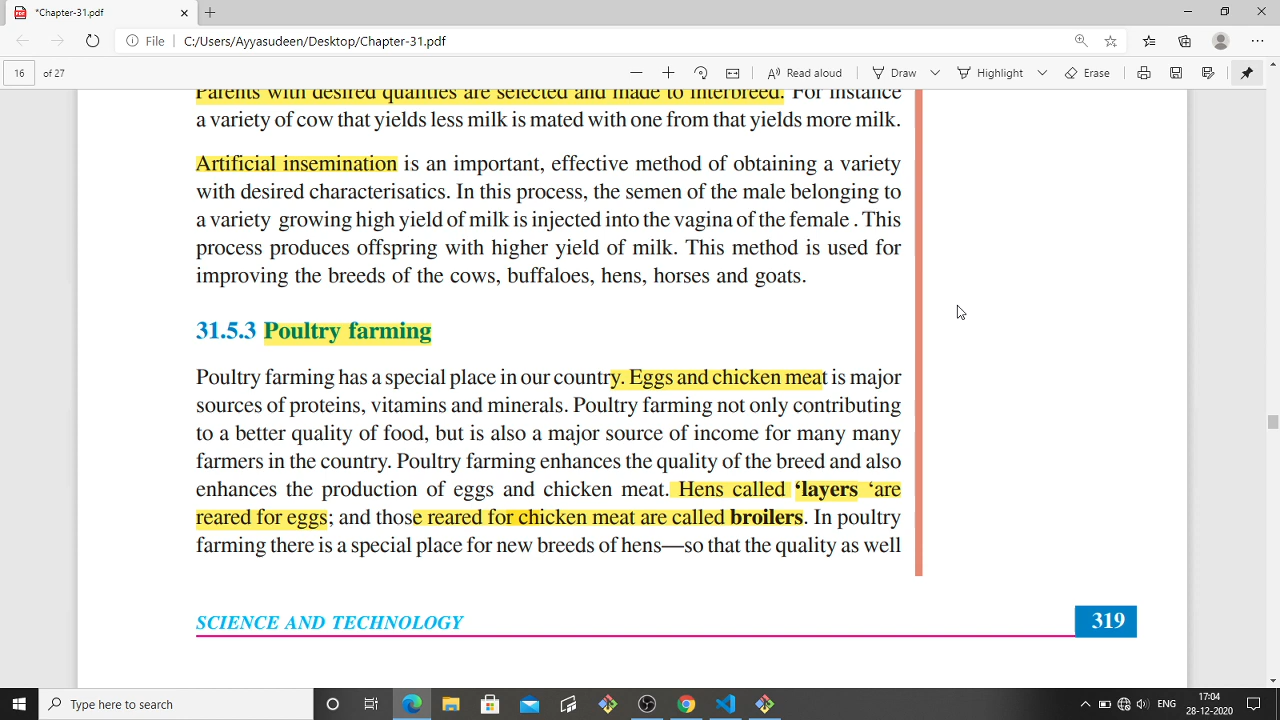 *Chapter-31.pdf
File
C:/Users/Ayyasudeen/Desktop/Chapter-31.pdf
16 of 27
Read aloud
Draw
Highlight
Erase
Parents with desired qualities are selected and made to interbreed. For instance
a variety of cow that yields less milk is mated with one from that yields more milk.
Artificial insemination is an important, effective method of obtaining a variety
with desired characterisatics. In this process, the semen of the male belonging to
a variety growing high yield of milk is injected into the vagina of the female . This
process produces offspring with higher yield of milk. This method is used for
improving the breeds of the cows, buffaloes, hens, horses and goats.
31.5.3 Poultry farming
Poultry farming has a special place in our country. Eggs and chicken meat is major
sources of proteins, vitamins and minerals. Poultry farming not only contributing
to a better quality of food, but is also a major source of income for many many
farmers in the country. Poultry farming enhances the quality of the breed and also
enhances the production of eggs and chicken meat. Hens called ‘layers ‘are
reared for eggs; and those reared for chicken meat are called broilers. In poultry
farming there is a special place for new breeds of hens—so that the quality as well
SCIENCE AND TECHNOLOGY
319
Type here to search
ENG
17:04
28-12-2020